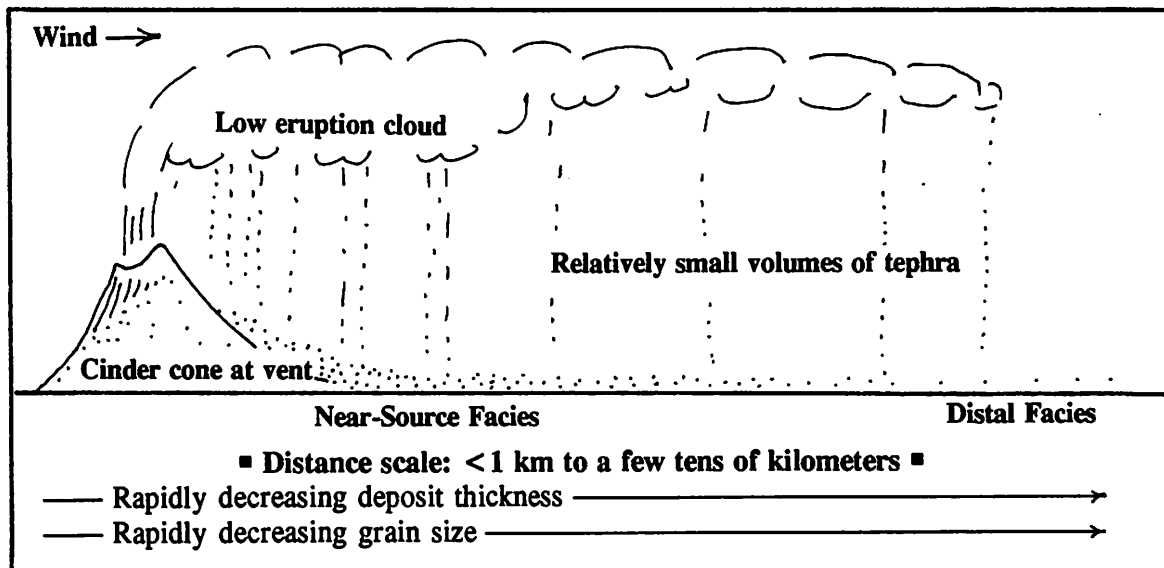 Wind
Low eruption cloud
Relatively small volumes of tephra
Cinder cone at vent
Near-Source Facies
Distal Facies
▪ Distance scale: <1 km to a few tens of kilometers ▪
Rapidly decreasing deposit thickness
Rapidly decreasing grain size